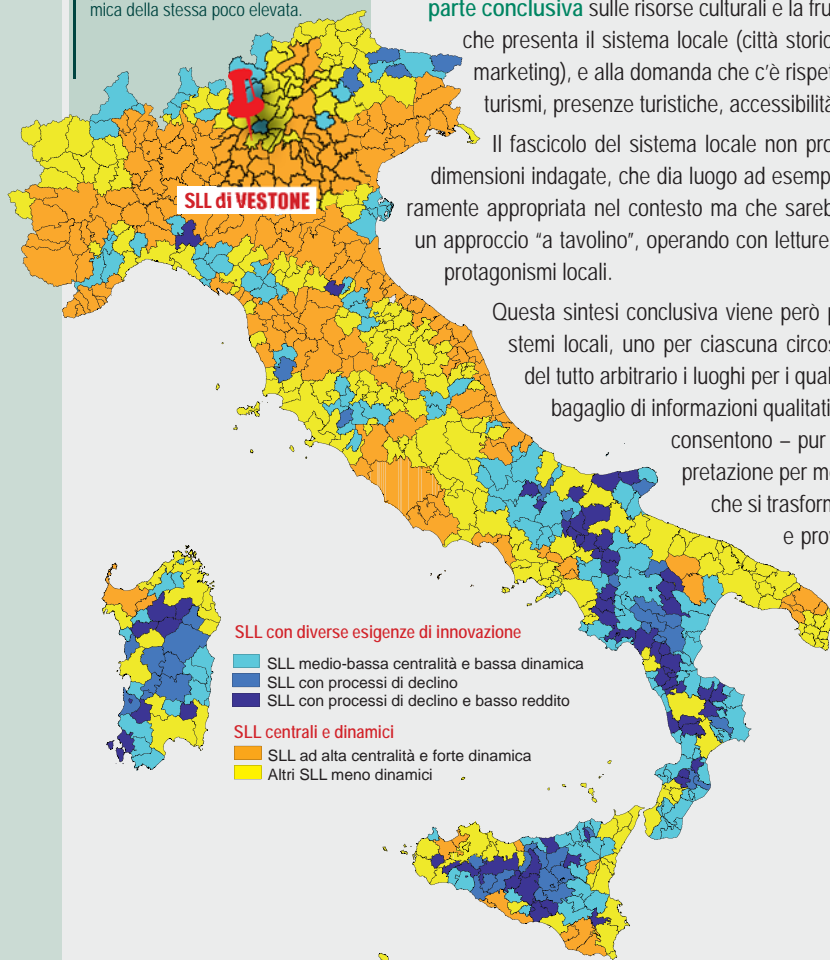 mica della stessa poco elevata.
parte conclusiva sulle risorse culturali e la fru
che presenta il sistema locale (città storic
marketing), e alla domanda che c'è rispet
turismi, presenze turistiche, accessibilità
Il fascicolo del sistema locale non pro
dimensioni indagate, che dia luogo ad esemp
ramente appropriata nel contesto ma che sareb
un approccio “a tavolino”, operando con letture
protagonismi locali.
Questa sintesi conclusiva viene però p
stemi locali, uno per ciascuna circos
del tutto arbitrario i luoghi per i qual
bagaglio di informazioni qualitati
consentono – pur
pretazione per me
che si trasform
e prov
SLL di VESTONE
SLL con diverse esigenze di innovazione
SLL medio-bassa centralità e bassa dinamica
SLL con processi di declino
SLL con processi di declino e basso reddito
SLL centrali e dinamici
SLL ad alta centralità e forte dinamica
Altri SLL meno dinamici